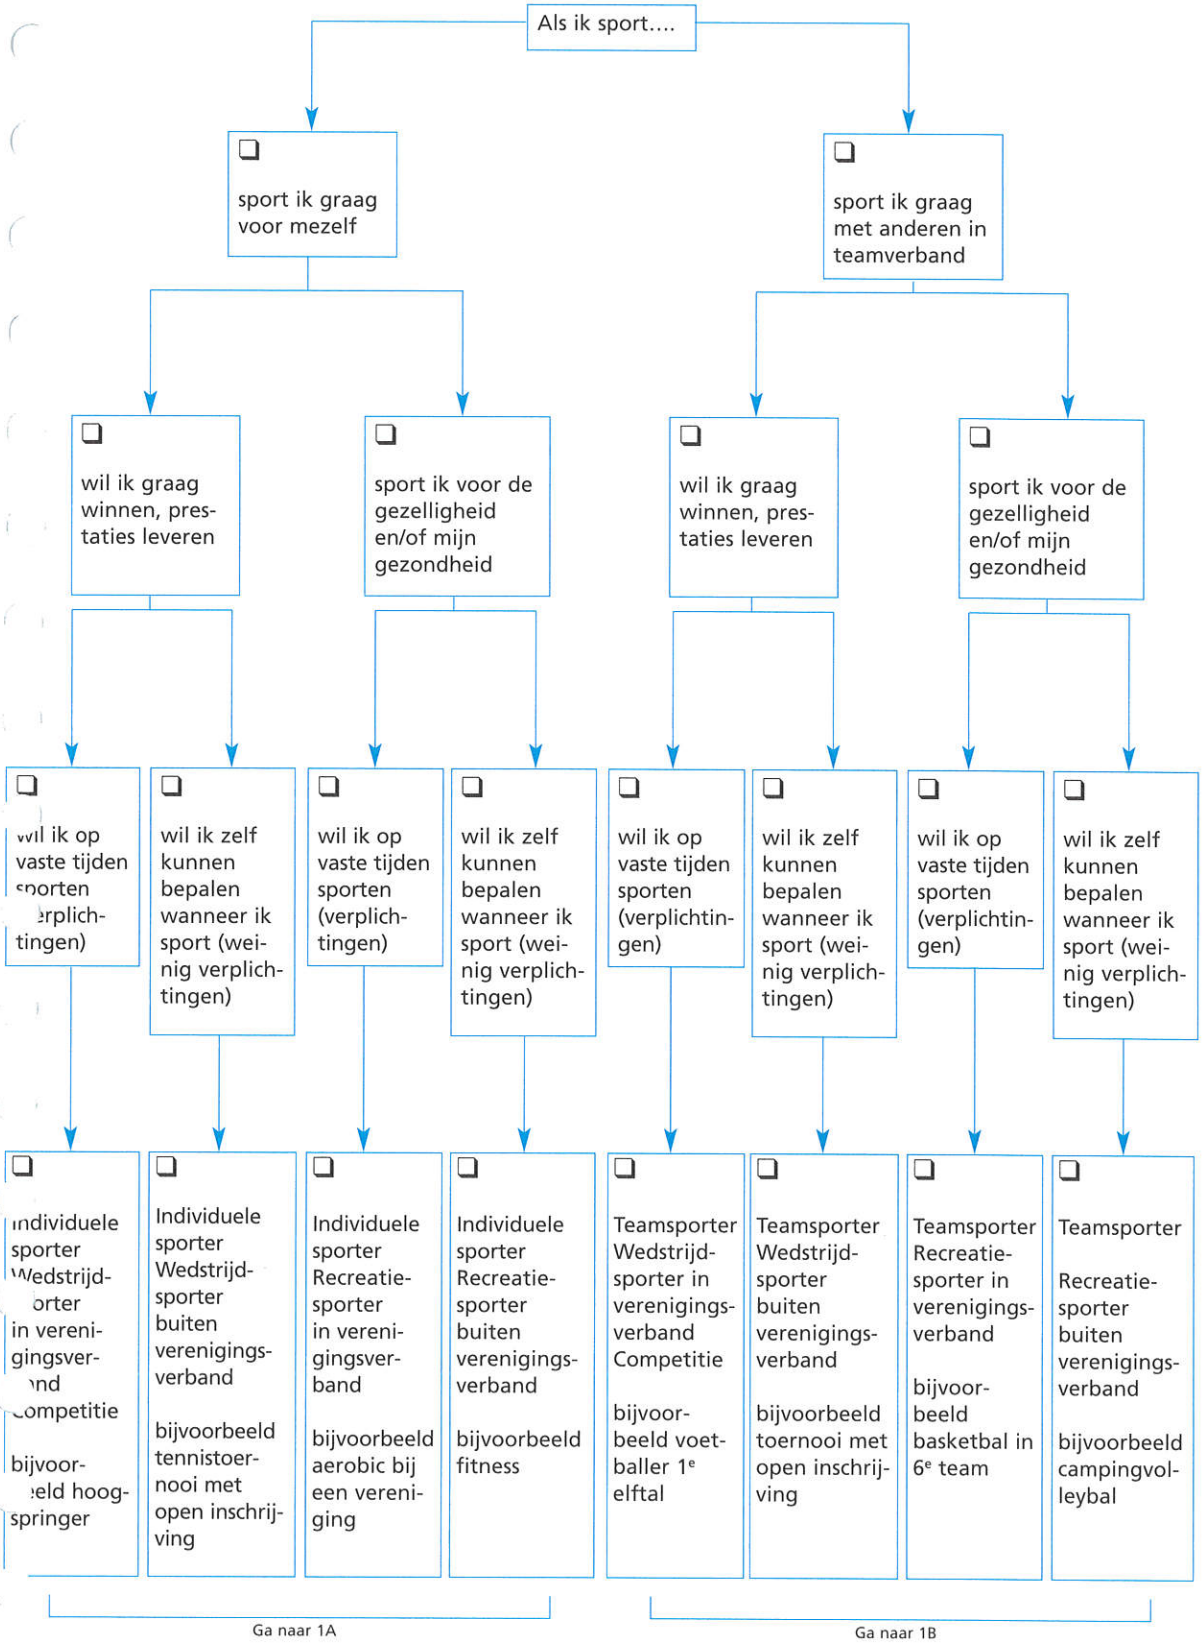 Als ik sport....
sport ik graag
voor mezelf
sport ik graag
met anderen in
teamverband
wil ik graag
winnen, pres-
taties leveren
sport ik voor de
gezelligheid
en/of mijn
gezondheid
wil ik graag
winnen, pres-
taties leveren
sport ik voor de
gezelligheid
en/of mijn
gezondheid
wil ik op
vaste tijden
sporten
tingen)
wil ik zelf
kunnen
bepalen
wanneer ik
sport (wei-
nig verplich-
tingen)
wil ik op
vaste tijden
sporten
(verplich-
tingen)
wil ik zelf
kunnen
bepalen
wanneer ik
sport (wei-
nig verplich-
tingen)
wil ik op
vaste tijden
sporten
(verplichtin-
gen)
wil ik zelf
kunnen
bepalen
wanneer ik
sport (wei-
nig verplich-
tingen)
wil ik op
vaste tijden
sporten
(verplichtin-
gen)
wil ik zelf
kunnen
bepalen
wanneer ik
sport (wei-
nig verplich-
tingen)
Individuele
sporter
Wedstrijd-
in vereni-
gingsver-
Competitie
bijvoor-
hoog-
springer
Individuele
sporter
Wedstrijd-
sporter
buiten
verenigings-
verband
bijvoorbeeld
tennistoer-
nooi met
open inschrij-
ving
Individuele
sporter
Recreatie-
sporter
in vereni-
gingsver-
band
bijvoorbeeld
aerobic bij
een vereni-
ging
Individuele
sporter
Recreatie-
sporter
buiten
verenigings-
verband
bijvoorbeeld
fitness
Teamsporter
Wedstrijd-
sporter in
verenigings-
verband
Competitie
bijvoor-
beeld voet-
baller 1e
elftal
Teamsporter
Wedstrijd-
sporter
buiten
verenigings-
verband
bijvoorbeeld
toernooi met
open inschrij-
ving
Teamsporter
Recreatie-
sporter in
verenigings-
verband
bijvoor-
beeld
basketbal in
6e team
Teamsporter
Recreatie-
sporter
buiten
verenigings-
verband
bijvoorbeeld
campingvol-
leybal
Ga naar 1A
Ga naar 1B